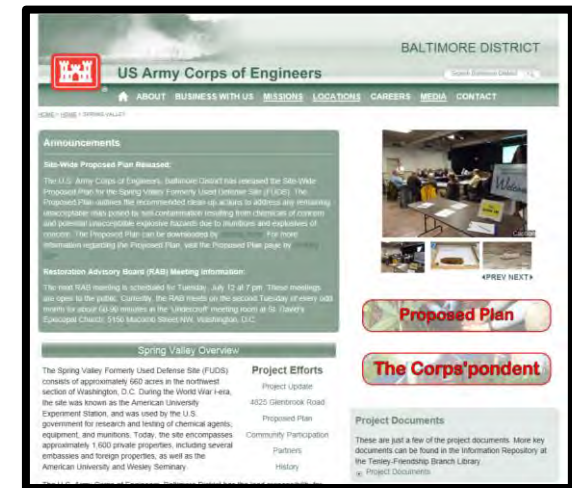 BALTIMORE DISTRICT
US Army Corps of Engineers
Search Baltimore District
ABOUT BUSINESS WITH US MISSIONS LOCATIONS CAREERS MEDIA CONTACT
HOME > HOME > SPRING VALLEY
Announcements
Site-Wide Proposed Plan Released:
The U.S. Army Corps of Engineers, Baltimore District has released the Site-Wide
Proposed Plan for the Spring Valley Formerly Used Defense Site (FUDS). The
Proposed Plan outlines the recommended clean-up actions to address any remaining
unacceptable risks posed by soil contamination resulting from chemicals of concern
and potential unacceptable explosive hazards due to munitions and explosives of
concern. The Proposed Plan can be downloaded by For more
information regarding the Proposed Plan, visit the Proposed Plan page by
Restoration Advisory Board (RAB) Meeting Information:
The next RAB meeting is scheduled for Tuesday, July 12 at 7 pm. These meetings
are open to the public. Currently, the RAB meets on the second Tuesday of every odd
month for about 60-90 minutes in the 'Undercroft' meeting room at St. David's
Episcopal Church, 5150 Macomb Street NW, Washington, D.C.
Welcome
PREV NEXT
Proposed Plan
The Corps'pondent
Spring Valley Overview
The Spring Valley Formerly Used Defense Site (FUDS)
consists of approximately 660 acres in the northwest
section of Washington, D.C. During the World War I-era,
the site was known as the American University
Experiment Station, and was used by the U.S.
government for research and testing of chemical agents,
equipment, and munitions. Today, the site encompasses
approximately 1,600 private properties, including several
embassies and foreign properties, as well as the
American University and Wesley Seminary.
Project Efforts
Project Update
4825 Glenbrook Road
Proposed Plan
Community Participation
Partners
History
Project Documents
These are just a few of the project documents. More key
documents can be found in the Information Repository at
the Tenley-Friendship Branch Library.
Project Documents